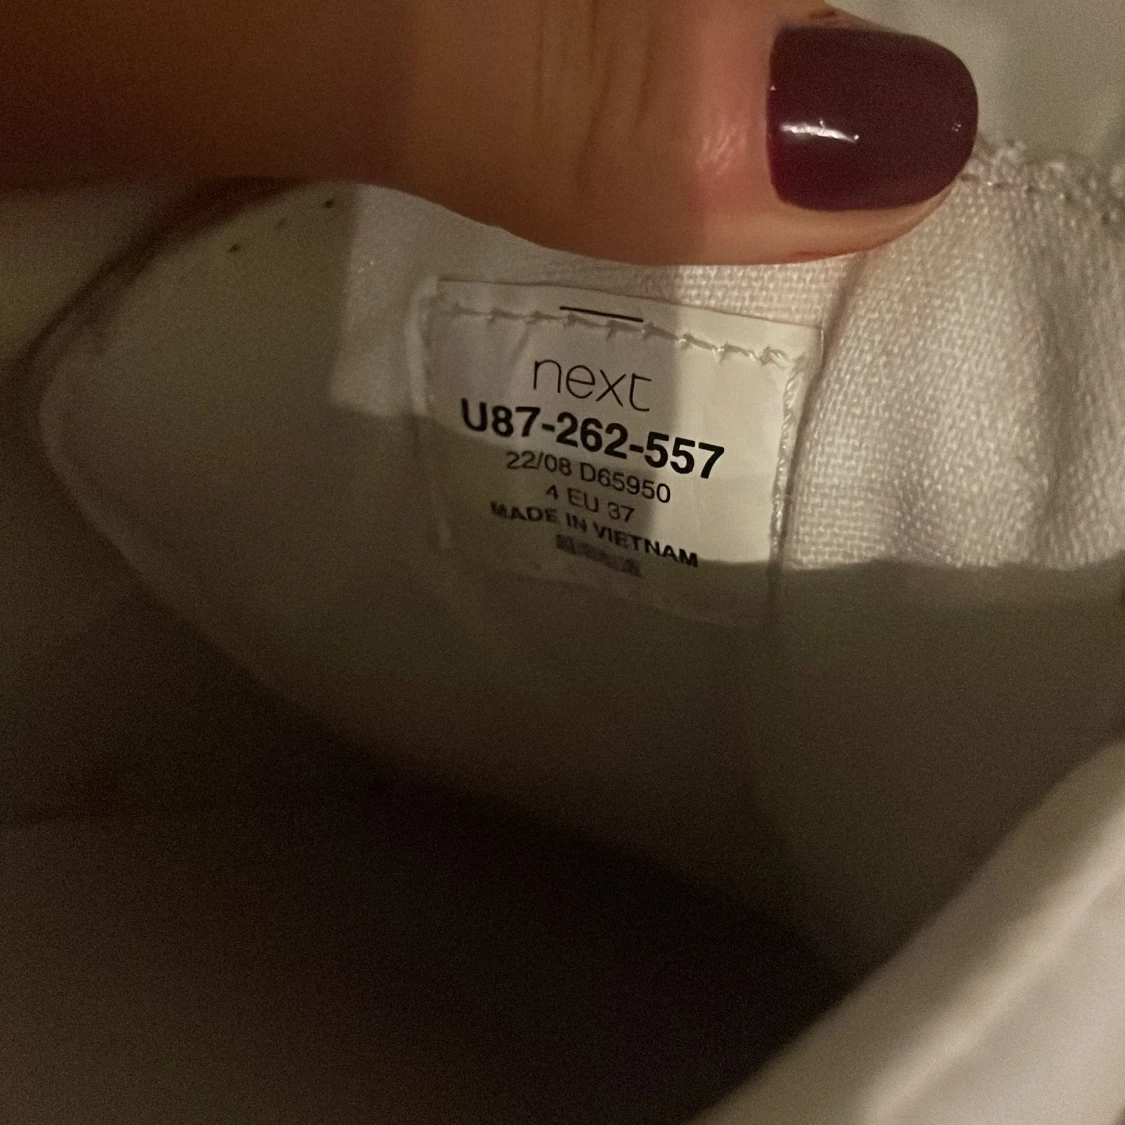 next
U87-262-557
22/08 D65950
4 EU 37
MADE IN VIETNAM